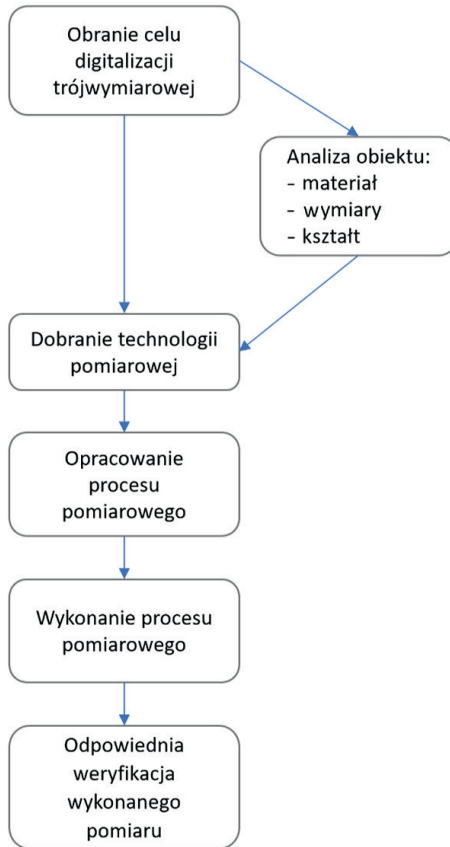 Obranie celu
digitalizacji
trójwymiarowej
Analiza obiektu:
- materiał
- wymiary
- kształt
Dobranie technologii
pomiarowej
Opracowanie
procesu
pomiarowego
Wykonanie procesu
pomiarowego
Odpowiednia
weryfikacja
wykonanego
pomiaru